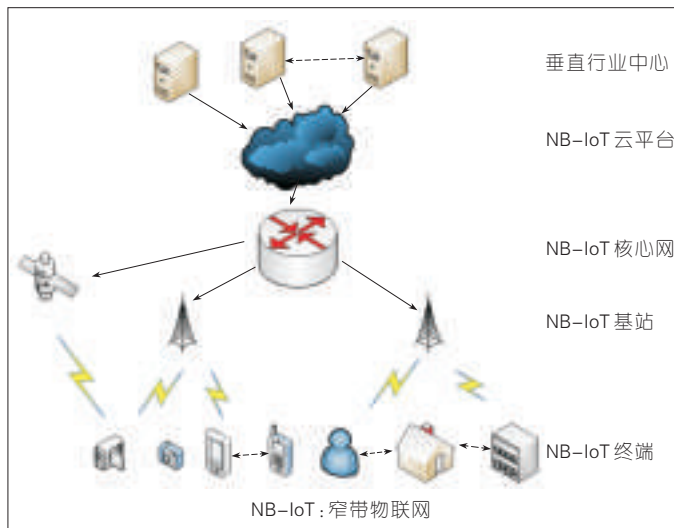 垂直行业中心
NB-IoT 云平台
NB-IoT 核心网
NB-IoT 基站
NB-IoT 终端
NB-IoT：窄带物联网